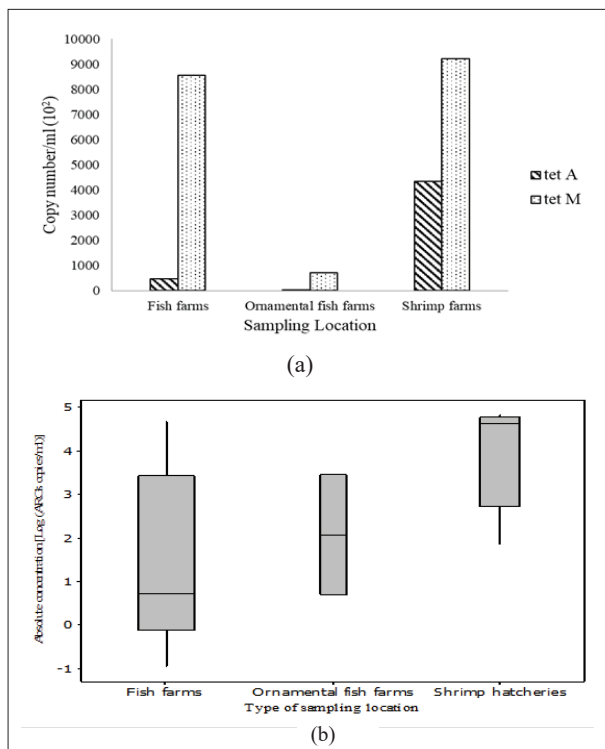 10000
9000
8000
7000
6000
5000
4000
3000
2000
1000
0
Copy number/ml (10²)
tet A
tet M
Fish farms Ornamental fish farms Shrimp farms
Sampling Location
(a)
5
4
3
2
1
0
-1
Absolute concentration [Log (ARGs copies/ml)]
Fish farms Ornamental fish farms Shrimp hatcheries
Type of sampling location
(b)